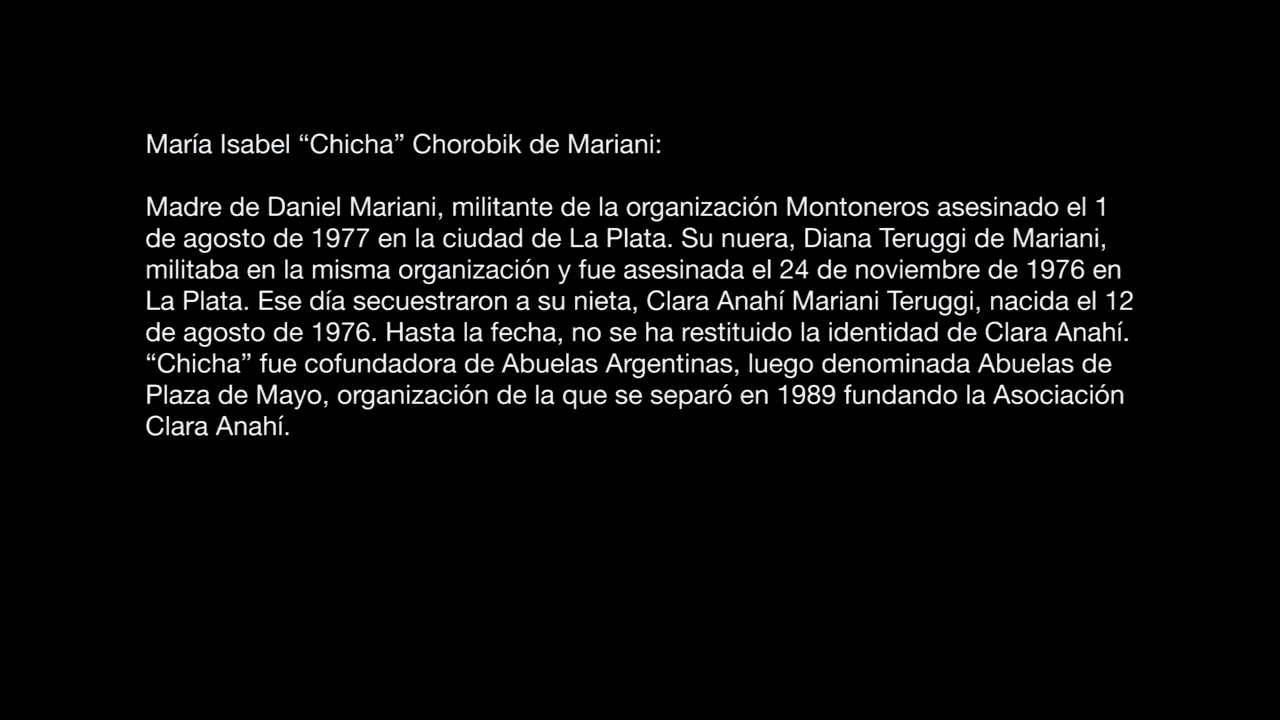 María Isabel “Chicha” Chorobik de Mariani:
Madre de Daniel Mariani, militante de la organización Montoneros asesinado el 1
de agosto de 1977 en la ciudad de La Plata. Su nuera, Diana Teruggi de Mariani,
militaba en la misma organización y fue asesinada el 24 de noviembre de 1976 en
La Plata. Ese día secuestraron a su nieta, Clara Anahí Mariani Teruggi, nacida el 12
de agosto de 1976. Hasta la fecha, no se ha restituido la identidad de Clara Anahí.
“Chicha” fue cofundadora de Abuelas Argentinas, luego denominada Abuelas de
Plaza de Mayo, organización de la que se separó en 1989 fundando la Asociación
Clara Anahí.